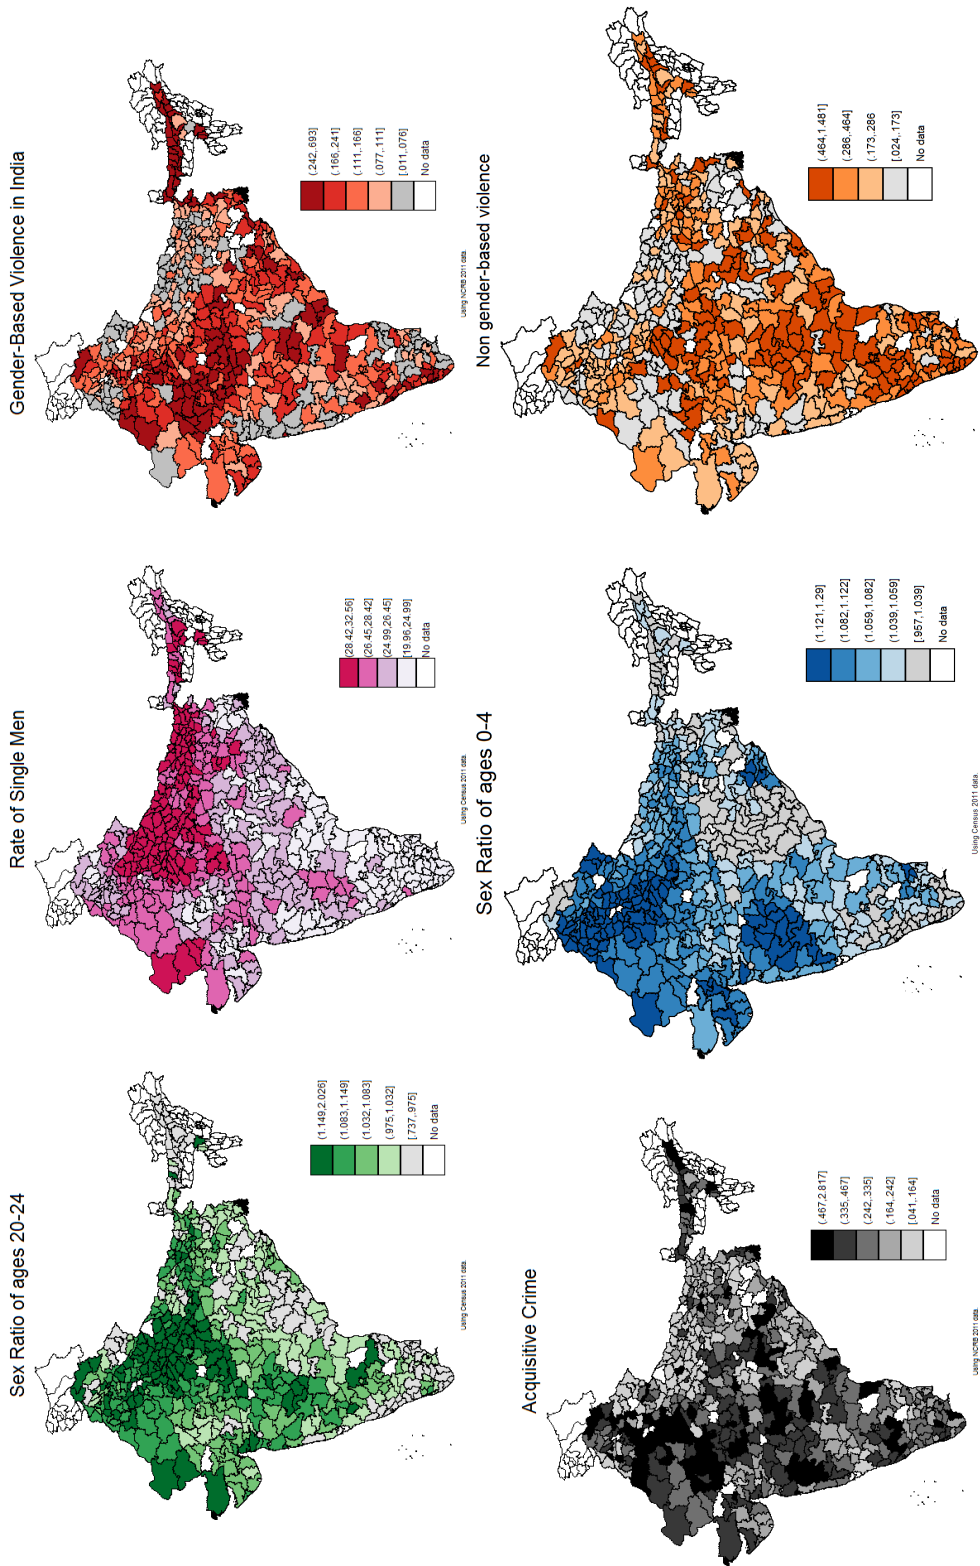 Sex Ratio of ages 20-24
(1.149,2.026]
(1.083,1.149]
(1.032,1.083]
(.975,1.032]
[.737,.975]
No data
Using Census 2011 data.
Rate of Single Men
(28.42,32.56]
(26.45,28.42]
(24.99,26.45]
[19.96,24.99]
No data
Using Census 2011 data.
Gender-Based Violence in India
(.242,.693]
(.166,.241]
(.111,.166]
(.077,.111]
[.011,.076]
No data
Using NCRB 2011 data.
Acquisitive Crime
(.467,2.817]
(.335,.467]
(.242,.335]
(.164,.242]
[.041,.164]
No data
Using NCRB 2011 data.
Sex Ratio of ages 0-4
(1.121,1.29]
(1.082,1.122]
(1.059,1.082]
(1.039,1.059]
[.957,1.039]
No data
Using Census 2011 data.
Non gender-based violence
(.464,1.481]
(.286,.464]
(.173,.286
[.024,.173]
No data